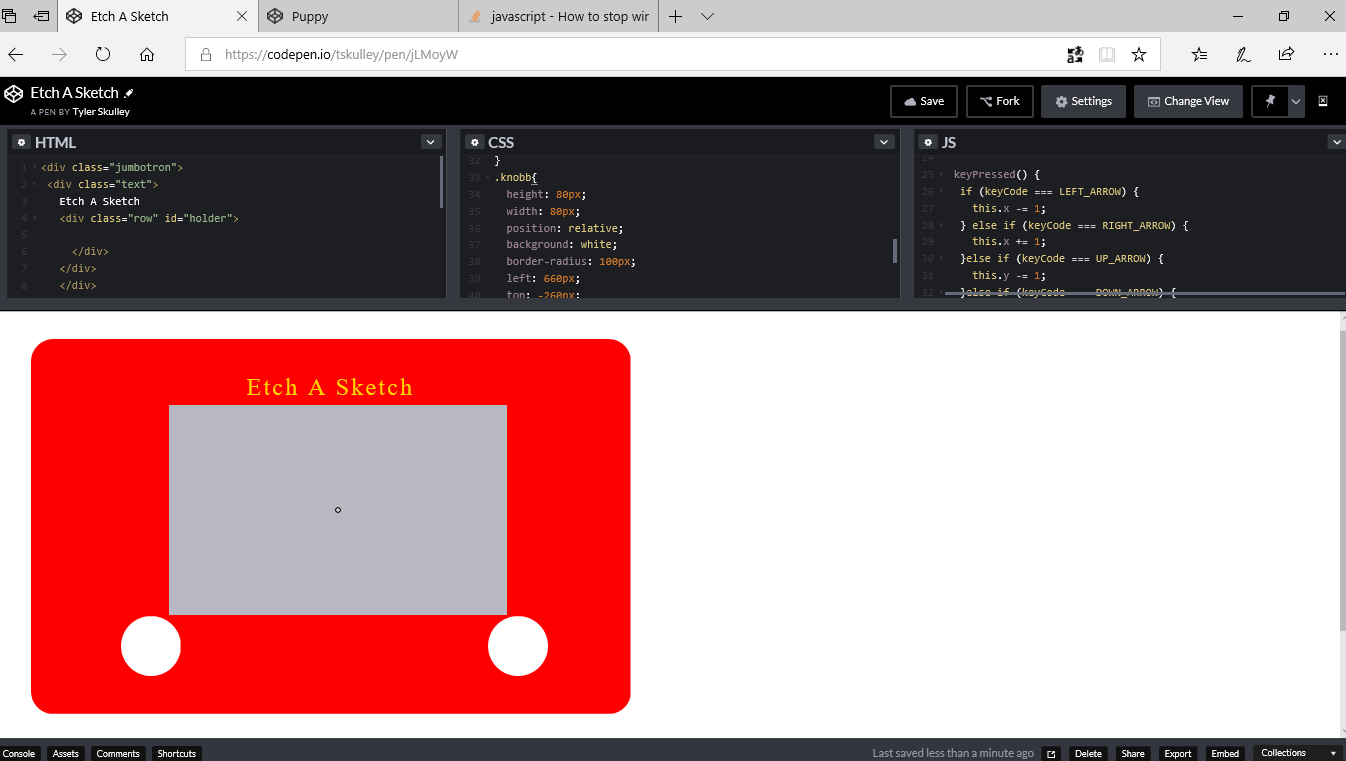 Etch A Sketch
Puppy
javascript - How to stop wir
https://codepen.io/tskulley/pen/jLMoyW
Etch A Sketch
A PEN BY Tyler Skulley
Save
Fork
Settings
Change View
HTML
1 <div class="jumbotron">
2 <div class="text">
3 Etch A Sketch
4 <div class="row" id="holder">
5
6 </div>
7 </div>
8 </div>
CSS
32 }
33 .knobb{
34 height: 80px;
35 width: 80px;
36 position: relative;
37 background: white;
38 border-radius: 100px;
39 left: 660px;
40 top: -260px;
JS
24
25 keyPressed() {
26 if (keyCode === LEFT_ARROW) {
27 this.x -= 1;
28 } else if (keyCode === RIGHT_ARROW) {
29 this.x += 1;
30 }else if (keyCode === UP_ARROW) {
31 this.y -= 1;
32 }else if (keyCode === DOWN_ARROW) {
Etch A Sketch
Console
Assets
Comments
Shortcuts
Last saved less than a minute ago
Delete
Share
Export
Embed
Collections